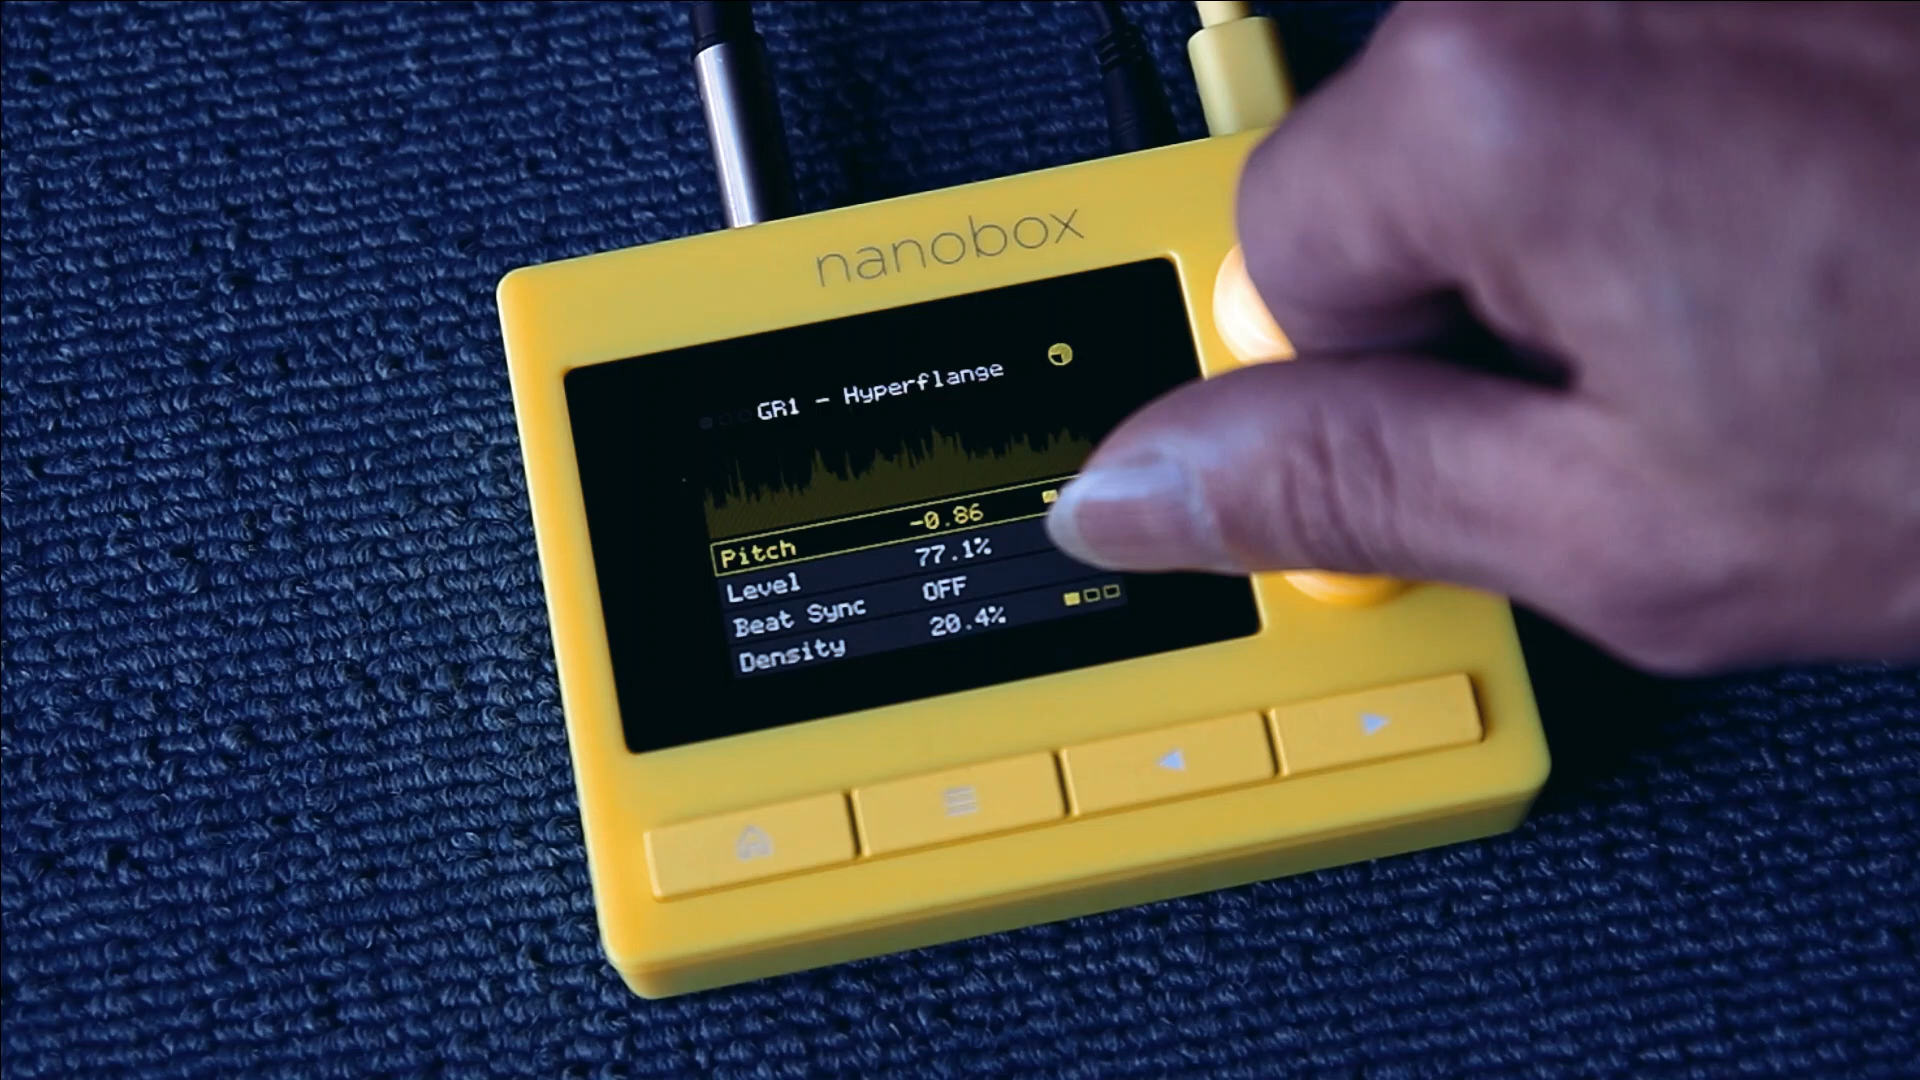 nanobox
GR1 - Hyperflange
Pitch -0.86
Level 77.1%
Beat Sync OFF
Density 20.4%